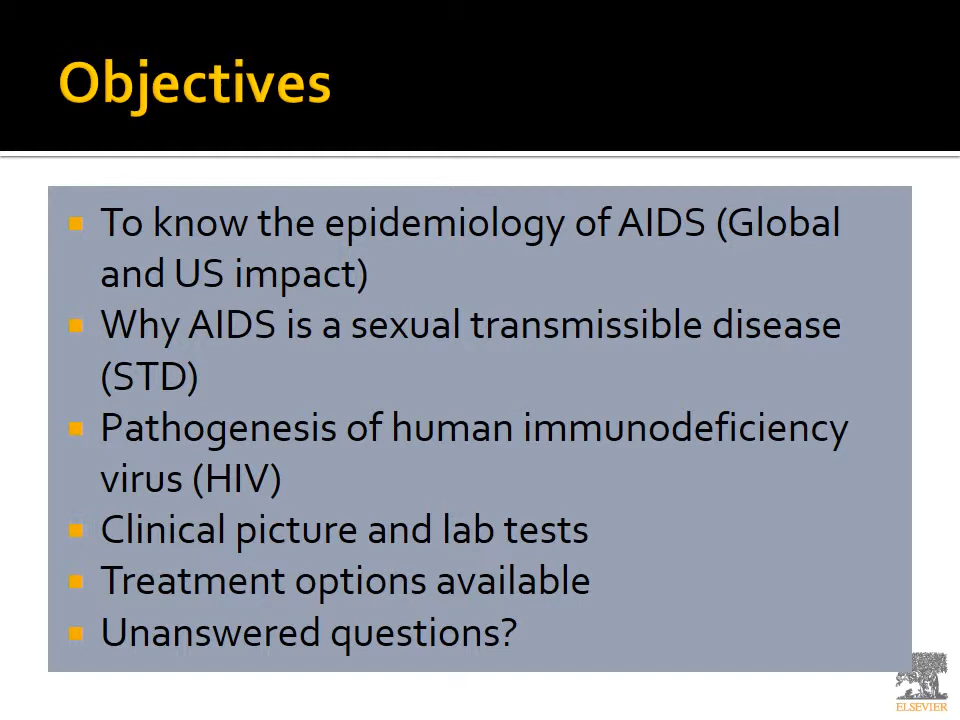 Objectives
To know the epidemiology of AIDS (Global
and US impact)
Why AIDS is a sexual transmissible disease
(STD)
Pathogenesis of human immunodeficiency
virus (HIV)
Clinical picture and lab tests
Treatment options available
Unanswered questions?
ELSEVIER